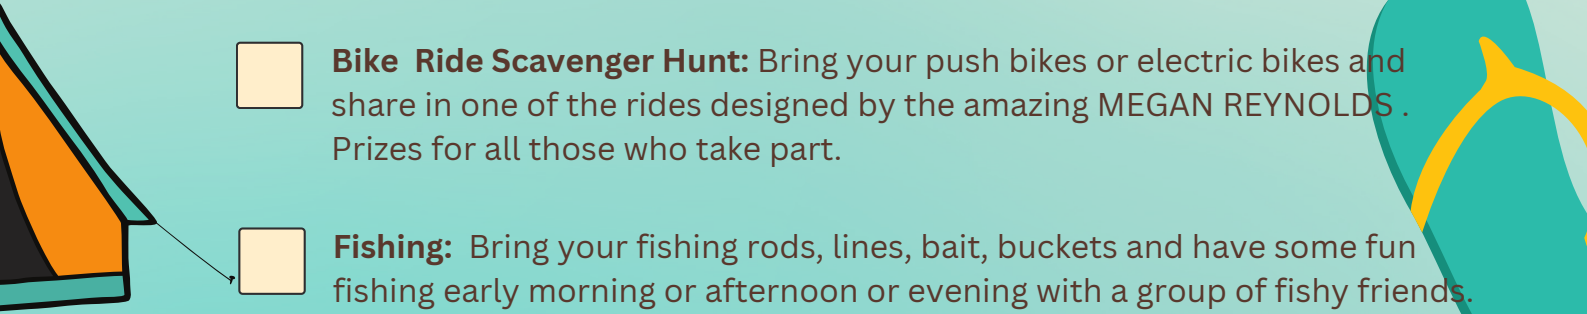 Bike  Ride Scavenger Hunt: Bring your push bikes or electric bikes and
share in one of the rides designed by the amazing MEGAN REYNOLDS .
Prizes for all those who take part.
Fishing:  Bring your fishing rods, lines, bait, buckets and have some fun
fishing early morning or afternoon or evening with a group of fishy friends.